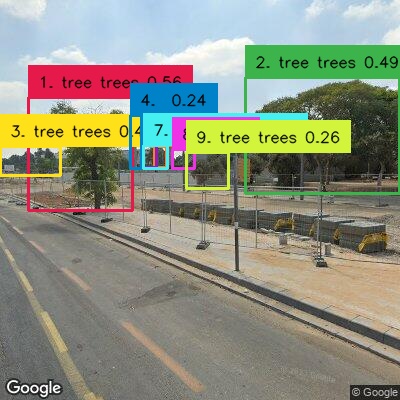 2. tree trees 0.49
1. tree trees 0.56
4. 0.24
3. tree trees 0.4
7.
8
9. tree trees 0.26
Google
© Google